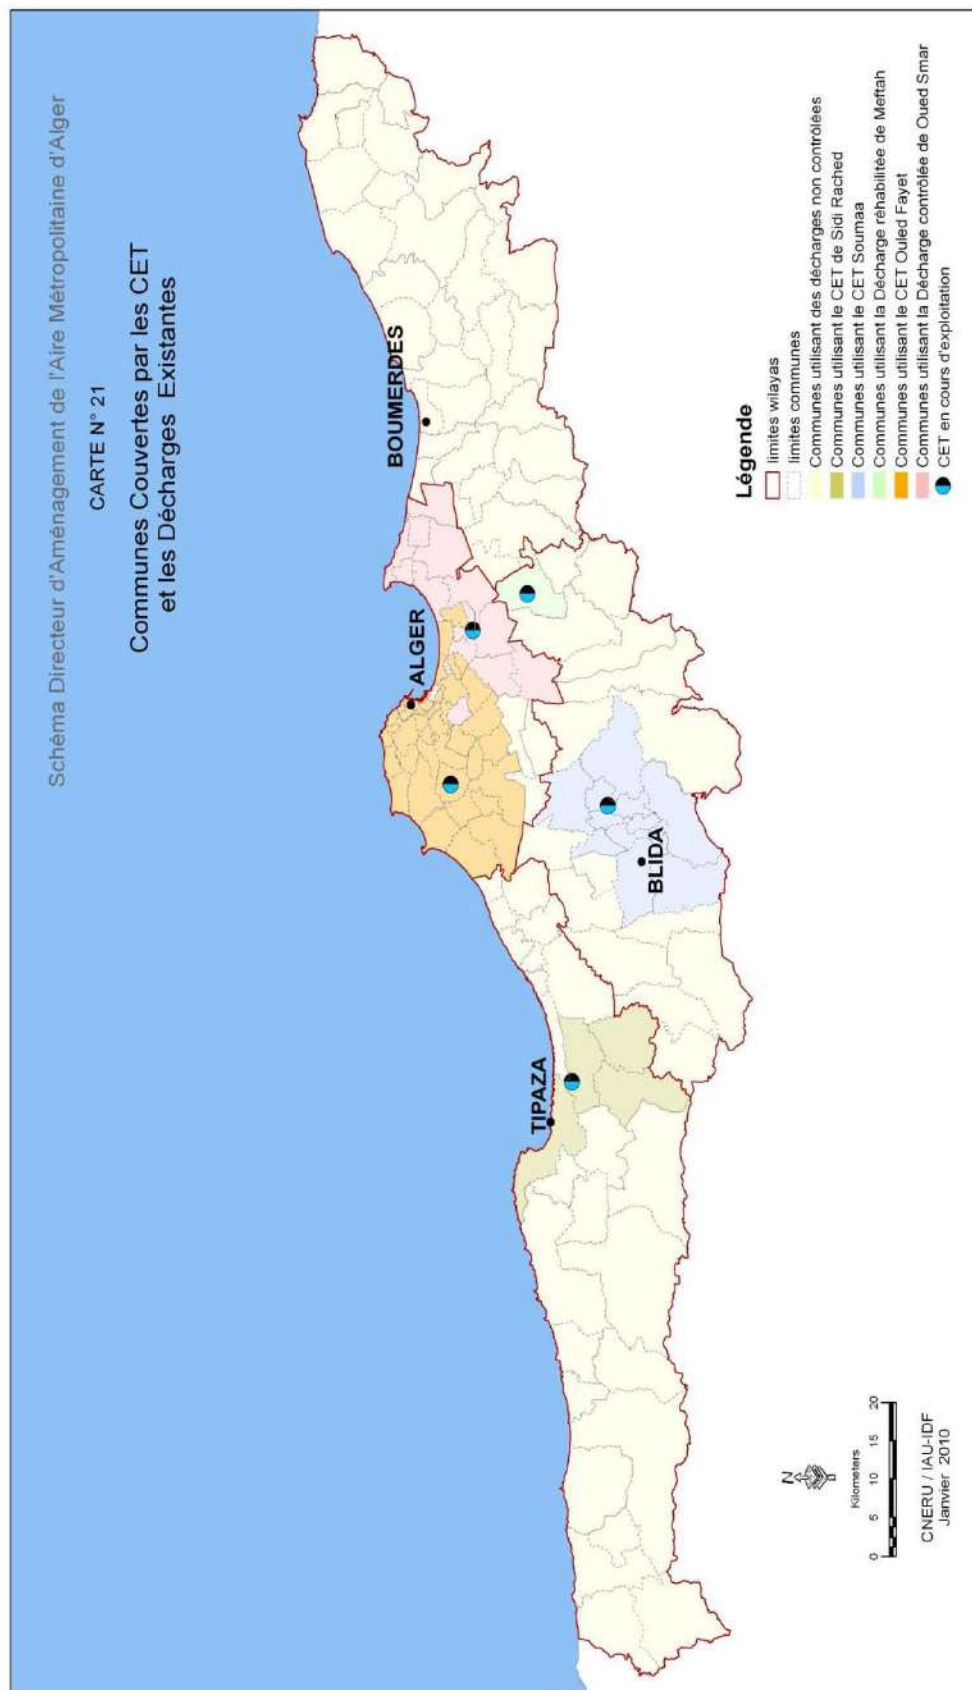 Schéma Directeur d'Aménagement de l'Aire Métropolitaine d'Alger
CARTE N° 21
Communes Couvertes par les CET
et les Décharges Existantes
BOUMERDES
ALGER
BLIDA
TIPAZA
Légende
limites wilayas
limites communes
Communes utilisant des décharges non contrôlées
Communes utilisant le CET de Sidi Rached
Communes utilisant le CET Soumaa
Communes utilisant la Décharge réhabilitée de Meftah
Communes utilisant le CET Ouled Fayet
Communes utilisant la Décharge contrôlée de Oued Smar
CET en cours d'exploitation
N
Kilometers
0 5 10 15 20
CNERU / IAU-IDF
Janvier 2010